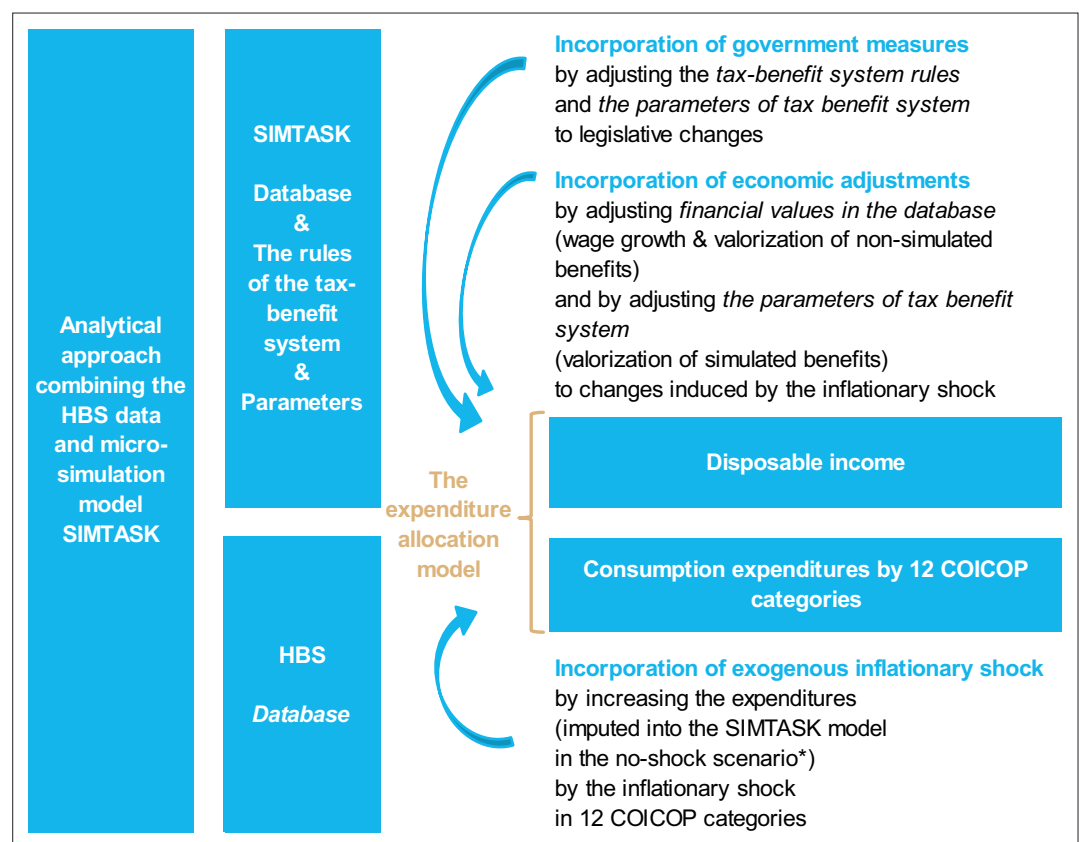 Analytical
approach
combining the
HBS data
and micro-
simulation
model
SIMTASK
SIMTASK
Database
&
The rules
of the tax-
benefit
system
&
Parameters
HBS
Database
The
expenditure
allocation
model
Incorporation of government measures
by adjusting the tax-benefit system rules
and the parameters of tax benefit system
to legislative changes
Incorporation of economic adjustments
by adjusting financial values in the database
(wage growth & valorization of non-simulated
benefits)
and by adjusting the parameters of tax benefit
system
(valorization of simulated benefits)
to changes induced by the inflationary shock
Disposable income
Consumption expenditures by 12 COICOP
categories
Incorporation of exogenous inflationary shock
by increasing the expenditures
(imputed into the SIMTASK model
in the no-shock scenario*)
by the inflationary shock
in 12 COICOP categories